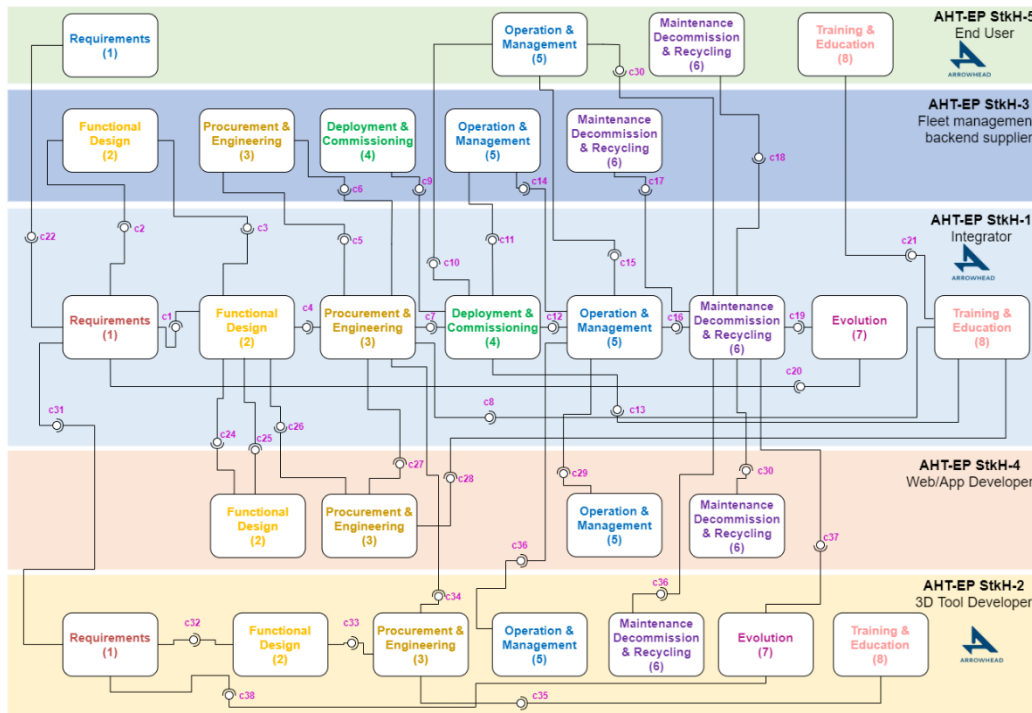 AHT-EP StkH-5
End User
ARROWHEAD
Requirements
(1)
Operation &
Management
(5)
Maintenance
Decommission
& Recycling
(6)
Training &
Education
(8)
c30
AHT-EP StkH-3
Fleet management
backend supplier
Functional
Design
(2)
Procurement &
Engineering
(3)
Deployment &
Commissioning
(4)
Operation &
Management
(5)
Maintenance
Decommission
& Recycling
(6)
c6
c9
c14
c17
c18
AHT-EP StkH-1
Integrator
ARROWHEAD
c22
c2
c3
c5
c11
c10
c15
c21
Requirements
(1)
c1
Functional
Design
(2)
c4
Procurement &
Engineering
(3)
c7
Deployment &
Commissioning
(4)
c12
Operation &
Management
(5)
c16
Maintenance
Decommission
& Recycling
(6)
c19
Evolution
(7)
Training &
Education
(8)
c20
c8
c13
c31
c24
c25
c26
AHT-EP StkH-4
Web/App Developer
c27
c28
c29
c30
Functional
Design
(2)
Procurement &
Engineering
(3)
Operation &
Management
(5)
Maintenance
Decommission
& Recycling
(6)
c36
c37
AHT-EP StkH-2
3D Tool Developer
ARROWHEAD
c34
c36
Requirements
(1)
c32
Functional
Design
(2)
c33
Procurement &
Engineering
(3)
Operation &
Management
(5)
Maintenance
Decommission
& Recycling
(6)
Evolution
(7)
Training &
Education
(8)
c38
c35